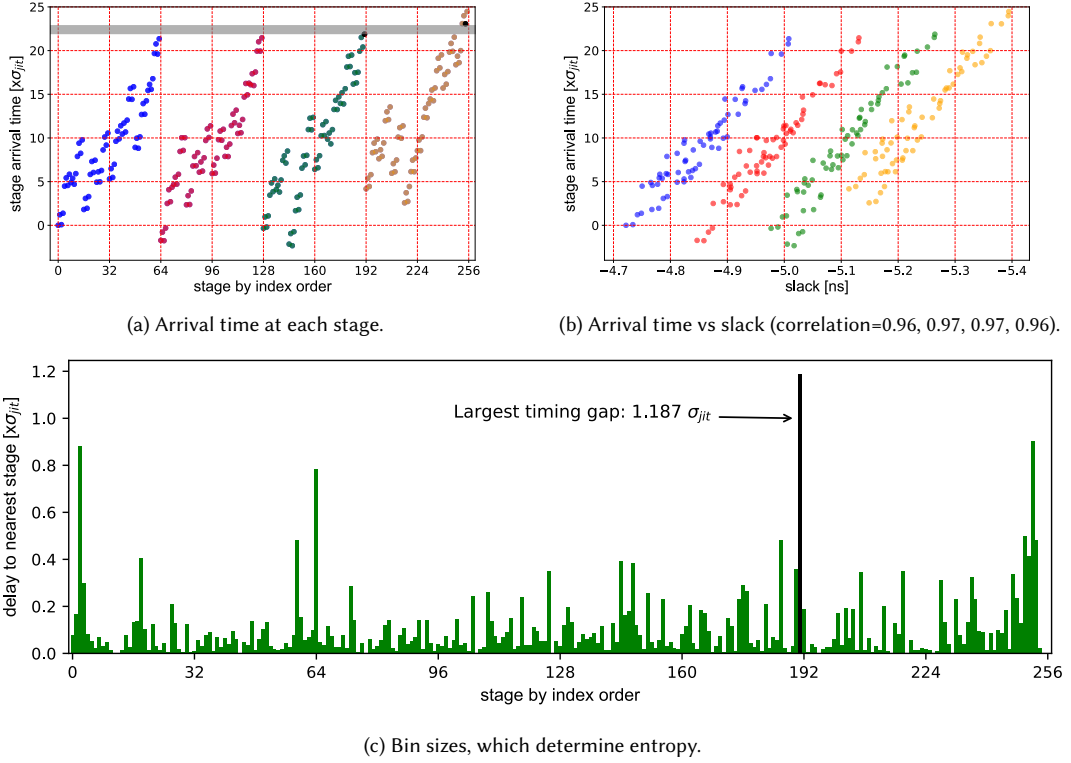 stage arrival time [xσjit]
25
20
15
10
5
0
0 32 64 96 128 160 192 224 256
stage by index order
(a) Arrival time at each stage.
stage arrival time [xσjit]
25
20
15
10
5
0
−4.7 −4.8 −4.9 −5.0 −5.1 −5.2 −5.3 −5.4
slack [ns]
(b) Arrival time vs slack (correlation=0.96, 0.97, 0.97, 0.96).
delay to nearest stage [xσjit]
1.2
1.0
0.8
0.6
0.4
0.2
0.0
Largest timing gap: 1.187 σjit
0 32 64 96 128 160 192 224 256
stage by index order
(c) Bin sizes, which determine entropy.